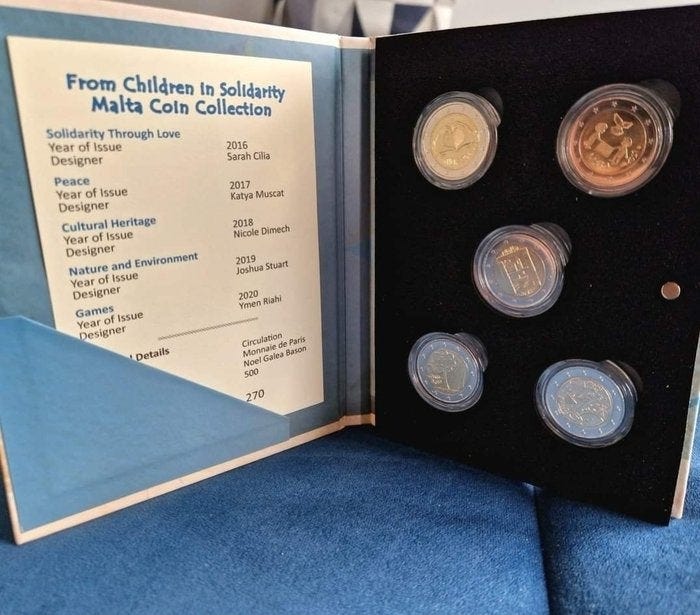 From Children in Solidarity
Malta Coin Collection
Solidarity Through Love
Year of Issue 2016
Designer Sarah Cilia
Peace
Year of Issue 2017
Designer Katya Muscat
Cultural Heritage
Year of Issue 2018
Designer Nicole Dimech
Nature and Environment
Year of Issue 2019
Designer Joshua Stuart
Games
Year of Issue 2020
Designer Ymen Riahi
Details Circulation
Monnaie de Paris
Noel Galea Bason
500
270